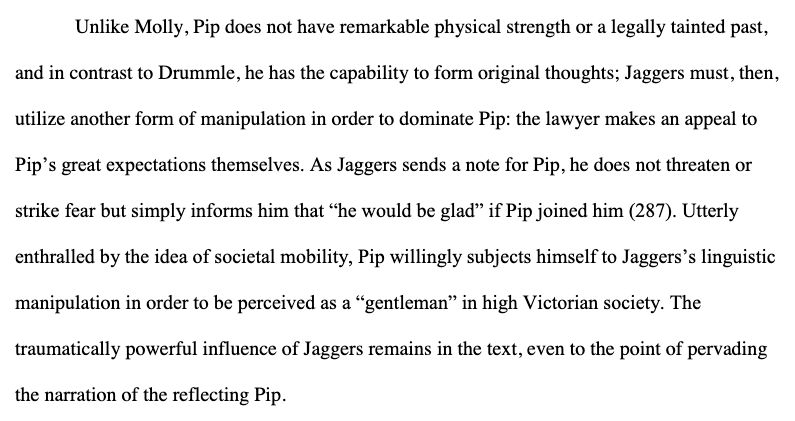 Unlike Molly, Pip does not have remarkable physical strength or a legally tainted past,
and in contrast to Drummle, he has the capability to form original thoughts; Jaggers must, then,
utilize another form of manipulation in order to dominate Pip: the lawyer makes an appeal to
Pip’s great expectations themselves. As Jaggers sends a note for Pip, he does not threaten or
strike fear but simply informs him that “he would be glad” if Pip joined him (287). Utterly
enthralled by the idea of societal mobility, Pip willingly subjects himself to Jaggers’s linguistic
manipulation in order to be perceived as a “gentleman” in high Victorian society. The
traumatically powerful influence of Jaggers remains in the text, even to the point of pervading
the narration of the reflecting Pip.